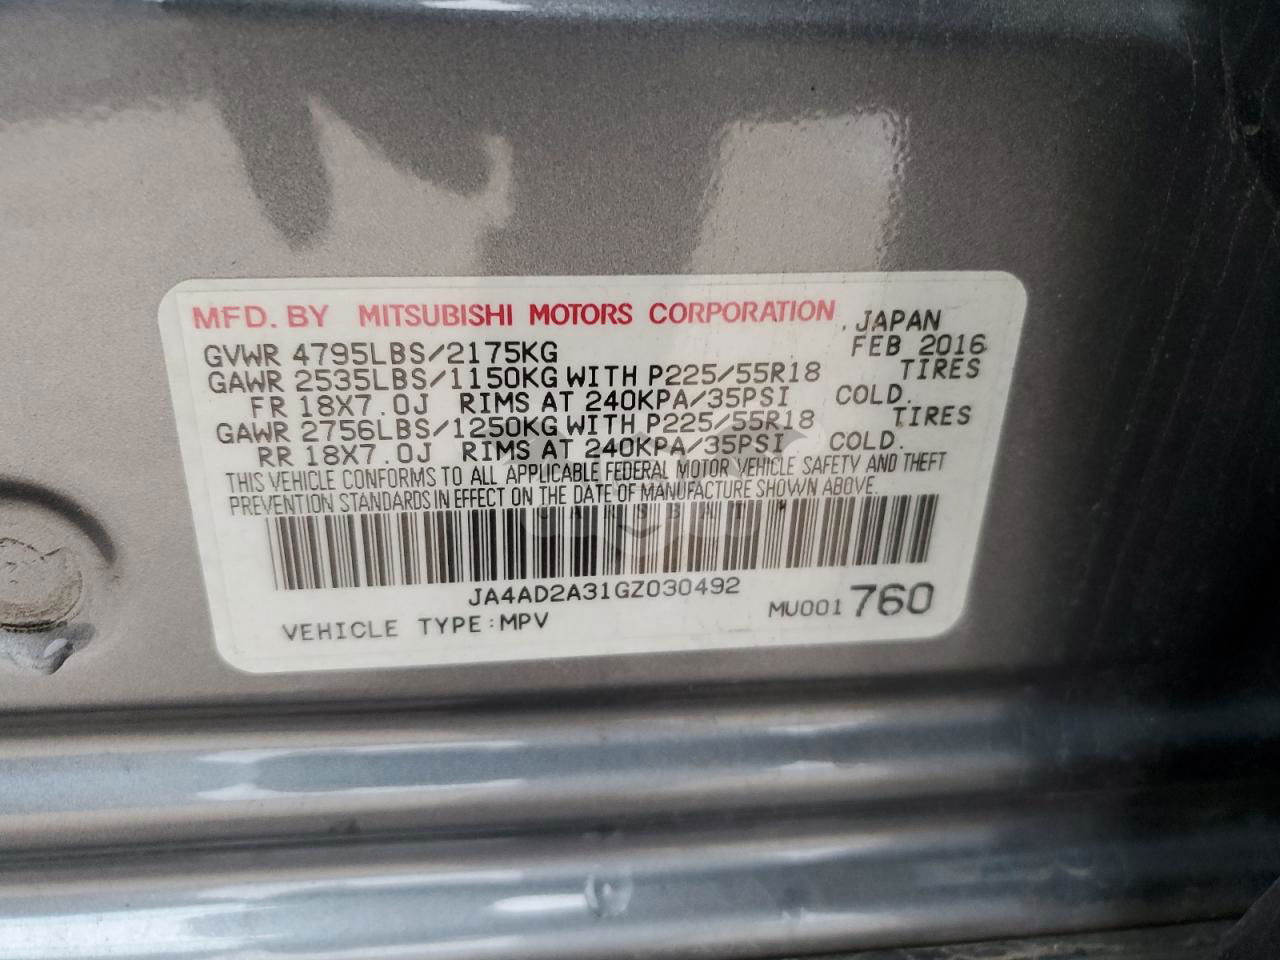 MFD. BY MITSUBISHI MOTORS CORPORATION, JAPAN
GVWR 4795LBS/2175KG FEB 2016
GAWR 2535LBS/1150KG WITH P225/55R18 TIRES
FR 18X7.0J RIMS AT 240KPA/35PSI COLD.
GAWR 2756LBS/1250KG WITH P225/55R18 TIRES
RR 18X7.0J RIMS AT 240KPA/35PSI COLD.
THIS VEHICLE CONFORMS TO ALL APPLICABLE FEDERAL MOTOR VEHICLE SAFETY AND THEFT
PREVENTION STANDARDS IN EFFECT ON THE DATE OF MANUFACTURE SHOWN ABOVE.
JA4AD2A31GZ030492
VEHICLE TYPE:MPV MU001760